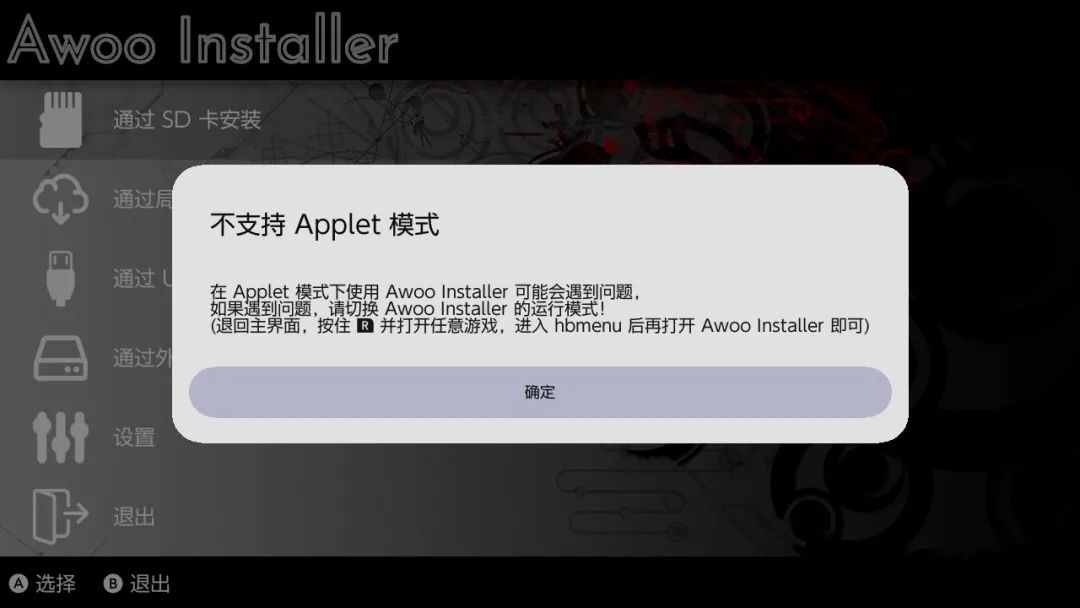 Awoo Installer
通过 SD 卡安装
通过局
通过 U
通过外
设置
退出
不支持 Applet 模式
在 Applet 模式下使用 Awoo Installer 可能会遇到问题，
如果遇到问题，请切换 Awoo Installer 的运行模式！
(退回主界面，按住 R 并打开任意游戏，进入 hbmenu 后再打开 Awoo Installer 即可)
确定
A 选择 B 退出